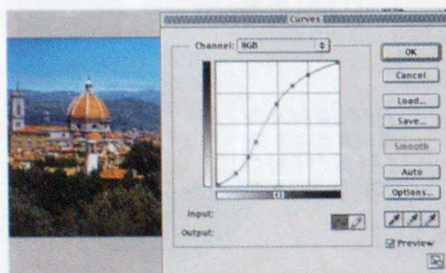 Curves
Channel: RGB
OK
Cancel
Load...
Save...
Smooth
Auto
Options...
Input:
Output:
Preview